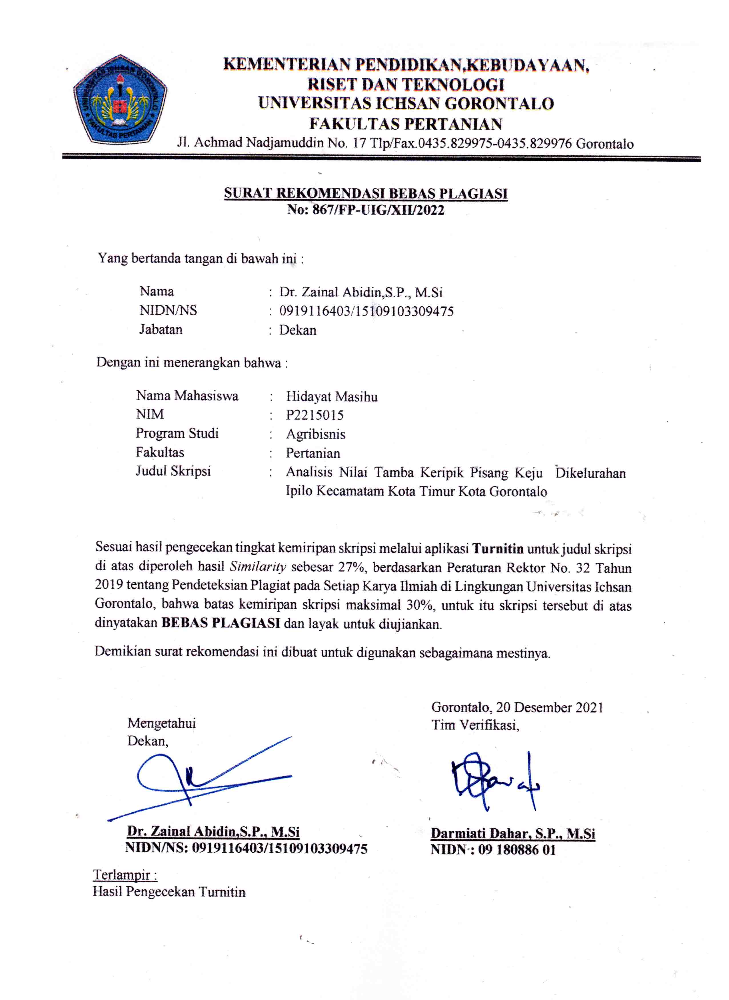 UNIVERSITAS ICHSAN GORONTALO
FAKULTAS PERTANIAN
KEMENTERIAN PENDIDIKAN,KEBUDAYAAN,
RISET DAN TEKNOLOGI
UNIVERSITAS ICHSAN GORONTALO
FAKULTAS PERTANIAN
Jl. Achmad Nadjamuddin No. 17 Tlp/Fax.0435.829975-0435.829976 Gorontalo
SURAT REKOMENDASI BEBAS PLAGIASI
No: 867/FP-UIG/XII/2022
Yang bertanda tangan di bawah ini :
Nama : Dr. Zainal Abidin,S.P., M.Si
NIDN/NS : 0919116403/15109103309475
Jabatan : Dekan
Dengan ini menerangkan bahwa :
Nama Mahasiswa : Hidayat Masihu
NIM : P2215015
Program Studi : Agribisnis
Fakultas : Pertanian
Judul Skripsi : Analisis Nilai Tamba Keripik Pisang Keju Dikelurahan
Ipilo Kecamatam Kota Timur Kota Gorontalo
Sesuai hasil pengecekan tingkat kemiripan skripsi melalui aplikasi Turnitin untuk judul skripsi
di atas diperoleh hasil Similarity sebesar 27%, berdasarkan Peraturan Rektor No. 32 Tahun
2019 tentang Pendeteksian Plagiat pada Setiap Karya Ilmiah di Lingkungan Universitas Ichsan
Gorontalo, bahwa batas kemiripan skripsi maksimal 30%, untuk itu skripsi tersebut di atas
dinyatakan BEBAS PLAGIASI dan layak untuk diujiankan.
Demikian surat rekomendasi ini dibuat untuk digunakan sebagaimana mestinya.
Gorontalo, 20 Desember 2021
Mengetahui
Tim Verifikasi,
Dekan,
Dr. Zainal Abidin,S.P., M.Si
Darmiati Dahar, S.P., M.Si
NIDN/NS: 0919116403/15109103309475
NIDN : 09 180886 01
Terlampir :
Hasil Pengecekan Turnitin